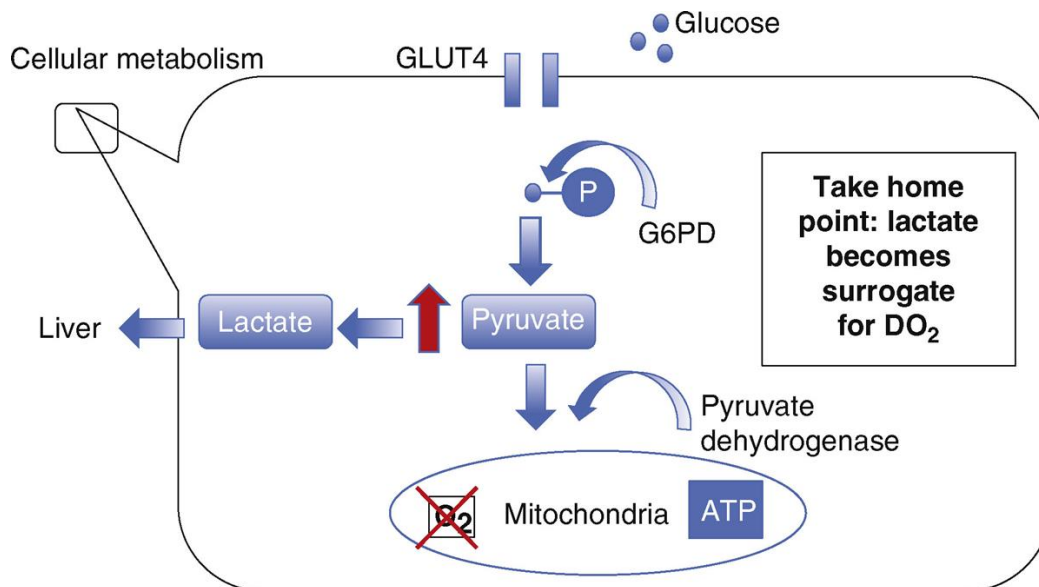 Glucose
Cellular metabolism
GLUT4
P
G6PD
Take home
point: lactate
becomes
surrogate
for DO₂
Liver
Lactate
Pyruvate
Pyruvate
dehydrogenase
O₂
Mitochondria
ATP